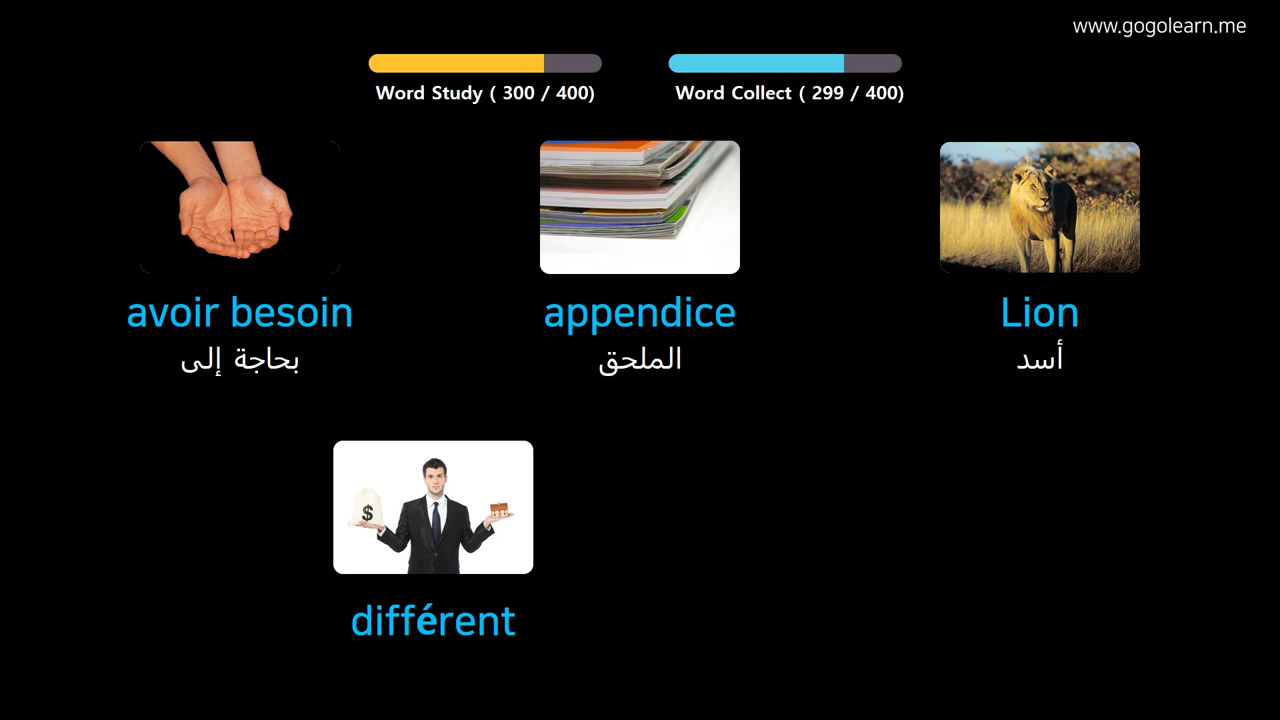 www.gogolearn.me
Word Study ( 300 / 400)
Word Collect ( 299 / 400)
avoir besoin
بحاجة إلى
appendice
الملحق
Lion
أسد
$
différent